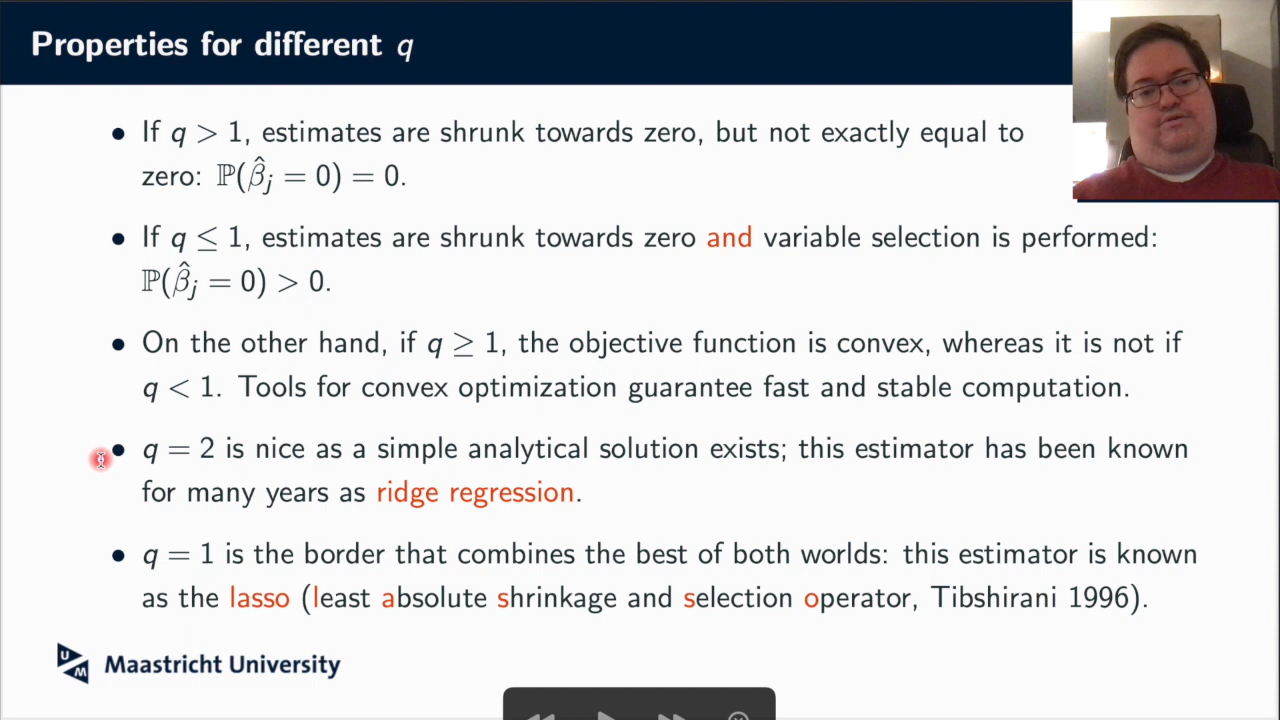 Properties for different q
• If q > 1, estimates are shrunk towards zero, but not exactly equal to
zero: ℙ(β̂ⱼ = 0) = 0.
• If q ≤ 1, estimates are shrunk towards zero and variable selection is performed:
ℙ(β̂ⱼ = 0) > 0.
• On the other hand, if q ≥ 1, the objective function is convex, whereas it is not if
q < 1. Tools for convex optimization guarantee fast and stable computation.
• q = 2 is nice as a simple analytical solution exists; this estimator has been known
for many years as ridge regression.
• q = 1 is the border that combines the best of both worlds: this estimator is known
as the lasso (least absolute shrinkage and selection operator, Tibshirani 1996).
UM Maastricht University